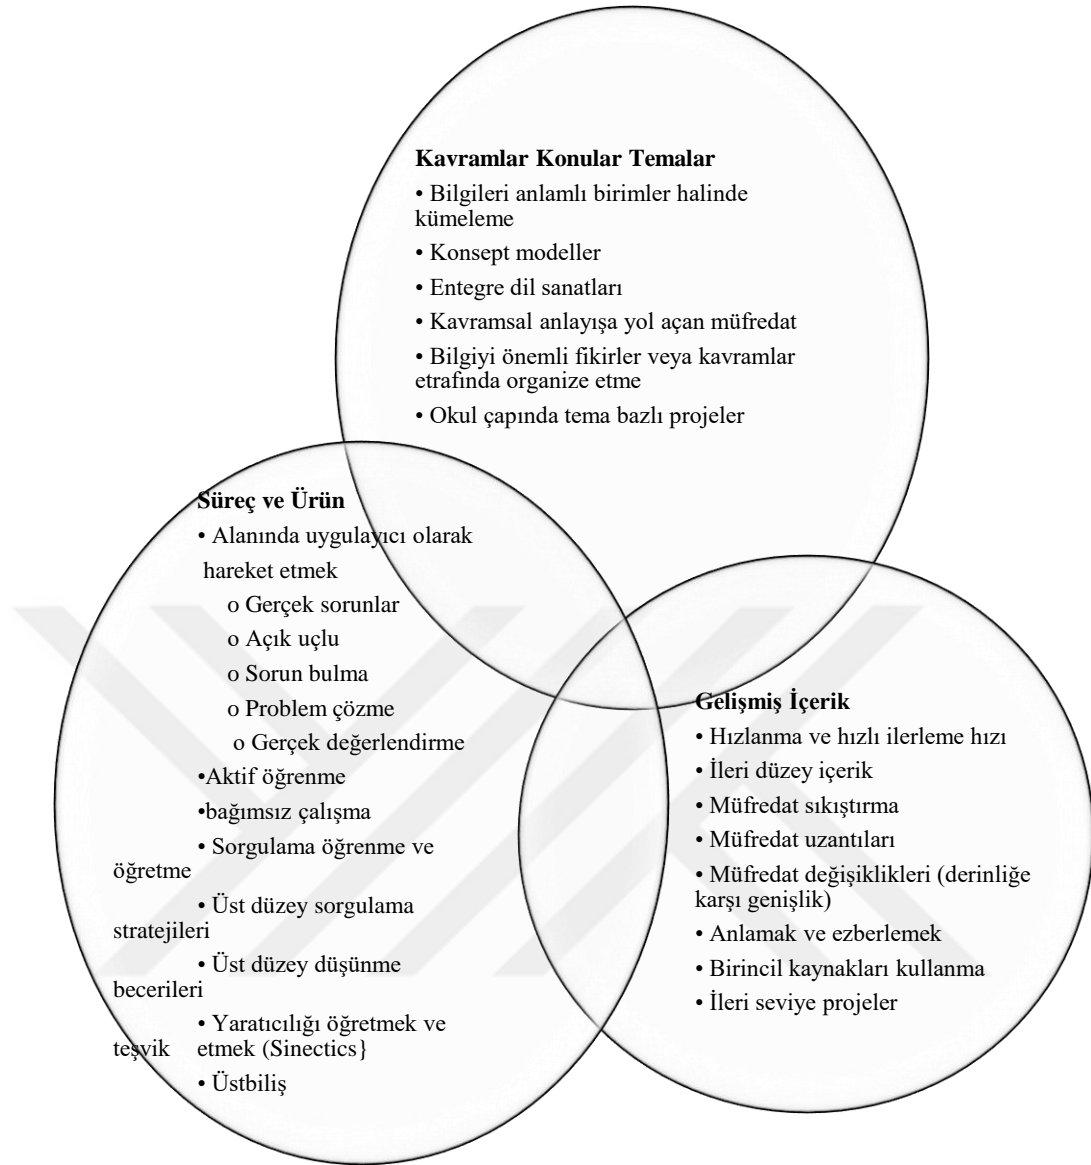 Kavramlar Konular Temalar
• Bilgileri anlamlı birimler halinde
kümeleme
• Konsept modeller
• Entegre dil sanatları
• Kavramsal anlayışa yol açan müfredat
• Bilgiyi önemli fikirler veya kavramlar
etrafında organize etme
• Okul çapında tema bazlı projeler
Süreç ve Ürün
• Alanında uygulayıcı olarak
hareket etmek
o Gerçek sorunlar
o Açık uçlu
o Sorun bulma
o Problem çözme
o Gerçek değerlendirme
•Aktif öğrenme
•bağımsız çalışma
• Sorgulama öğrenme ve
öğretme
• Üst düzey sorgulama
stratejileri
• Üst düzey düşünme
becerileri
• Yaratıcılığı öğretmek ve
teşvik etmek (Sinectics}
• Üstbiliş
Gelişmiş İçerik
• Hızlanma ve hızlı ilerleme hızı
• İleri düzey içerik
• Müfredat sıkıştırma
• Müfredat uzantıları
• Müfredat değişiklikleri (derinliğe
karşı genişlik)
• Anlamak ve ezberlemek
• Birincil kaynakları kullanma
• İleri seviye projeler